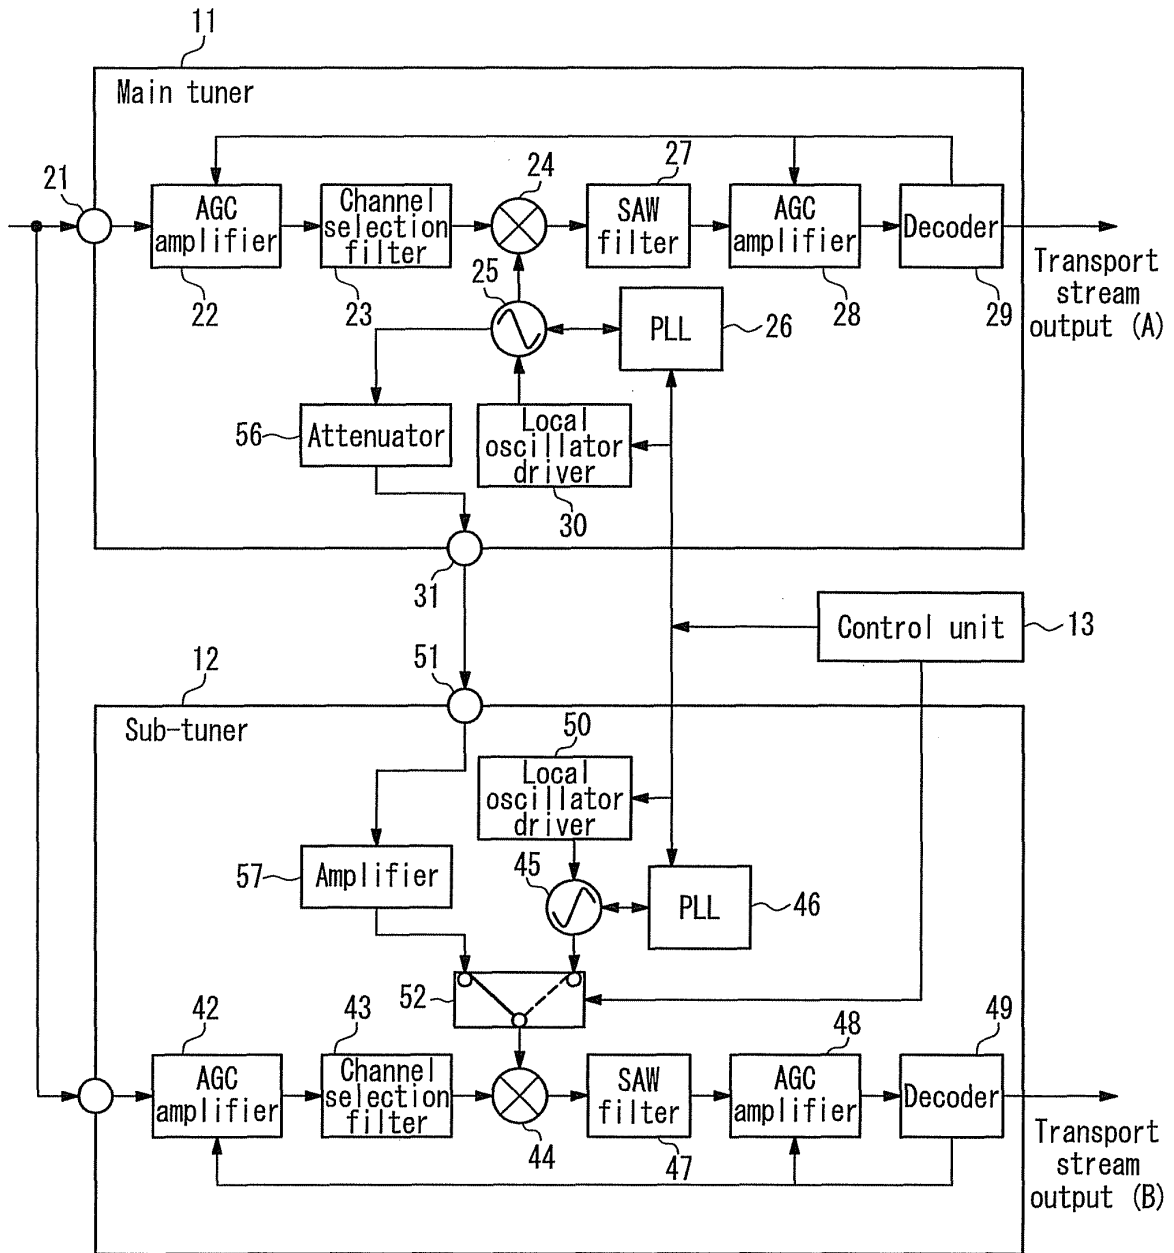 11
Main tuner
21
AGC
amplifier
22
Channel
selection
filter
23
24
25
27
SAW
filter
AGC
amplifier
28
Decoder
29
Transport
stream
output (A)
PLL
26
56
Attenuator
Local
oscillator
driver
30
31
Control unit
13
12
51
Sub-tuner
50
Local
oscillator
driver
57
Amplifier
45
PLL
46
52
42
AGC
amplifier
43
Channel
selection
filter
44
SAW
filter
47
48
AGC
amplifier
49
Decoder
Transport
stream
output (B)